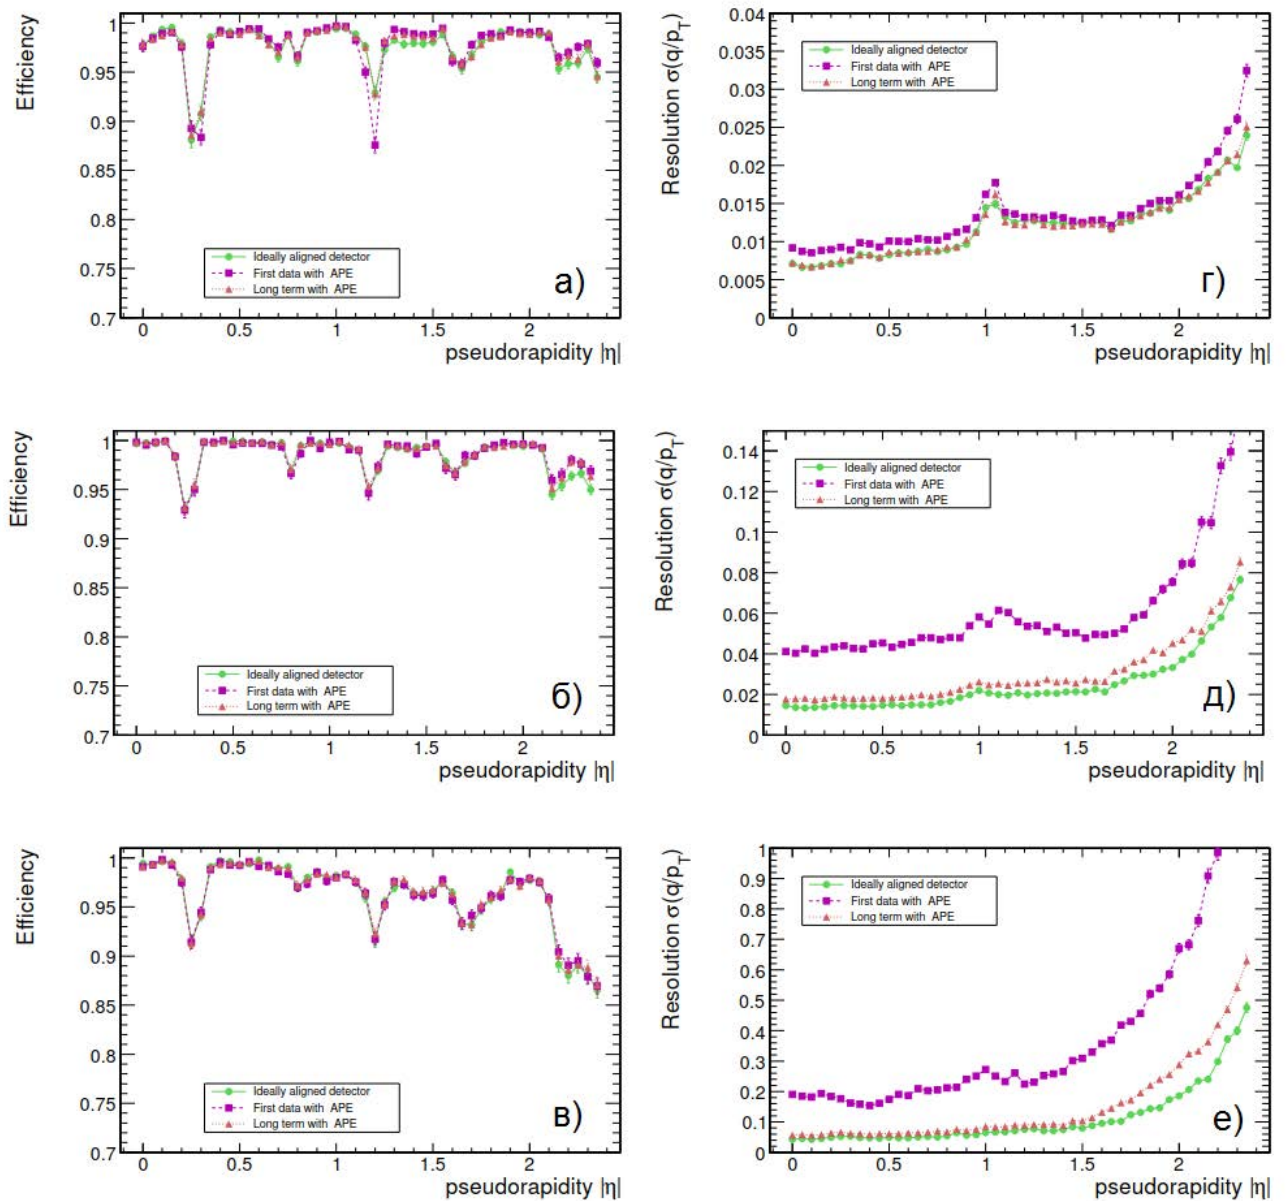 1
0.95
0.9
0.85
0.8
0.75
0.7
Efficiency
Ideally aligned detector
First data with APE
Long term with APE
а)
0 0.5 1 1.5 2
pseudorapidity |η|
0.04
0.035
0.03
0.025
0.02
0.015
0.01
0.005
0
Resolution σ(q/p_T)
Ideally aligned detector
First data with APE
Long term with APE
г)
0 0.5 1 1.5 2
pseudorapidity |η|
1
0.95
0.9
0.85
0.8
0.75
0.7
Efficiency
Ideally aligned detector
First data with APE
Long term with APE
б)
0 0.5 1 1.5 2
pseudorapidity |η|
0.14
0.12
0.1
0.08
0.06
0.04
0.02
0
Resolution σ(q/p_T)
Ideally aligned detector
First data with APE
Long term with APE
д)
0 0.5 1 1.5 2
pseudorapidity |η|
1
0.95
0.9
0.85
0.8
0.75
0.7
Efficiency
Ideally aligned detector
First data with APE
Long term with APE
в)
0 0.5 1 1.5 2
pseudorapidity |η|
1
0.9
0.8
0.7
0.6
0.5
0.4
0.3
0.2
0.1
0
Resolution σ(q/p_T)
Ideally aligned detector
First data with APE
Long term with APE
е)
0 0.5 1 1.5 2
pseudorapidity |η|